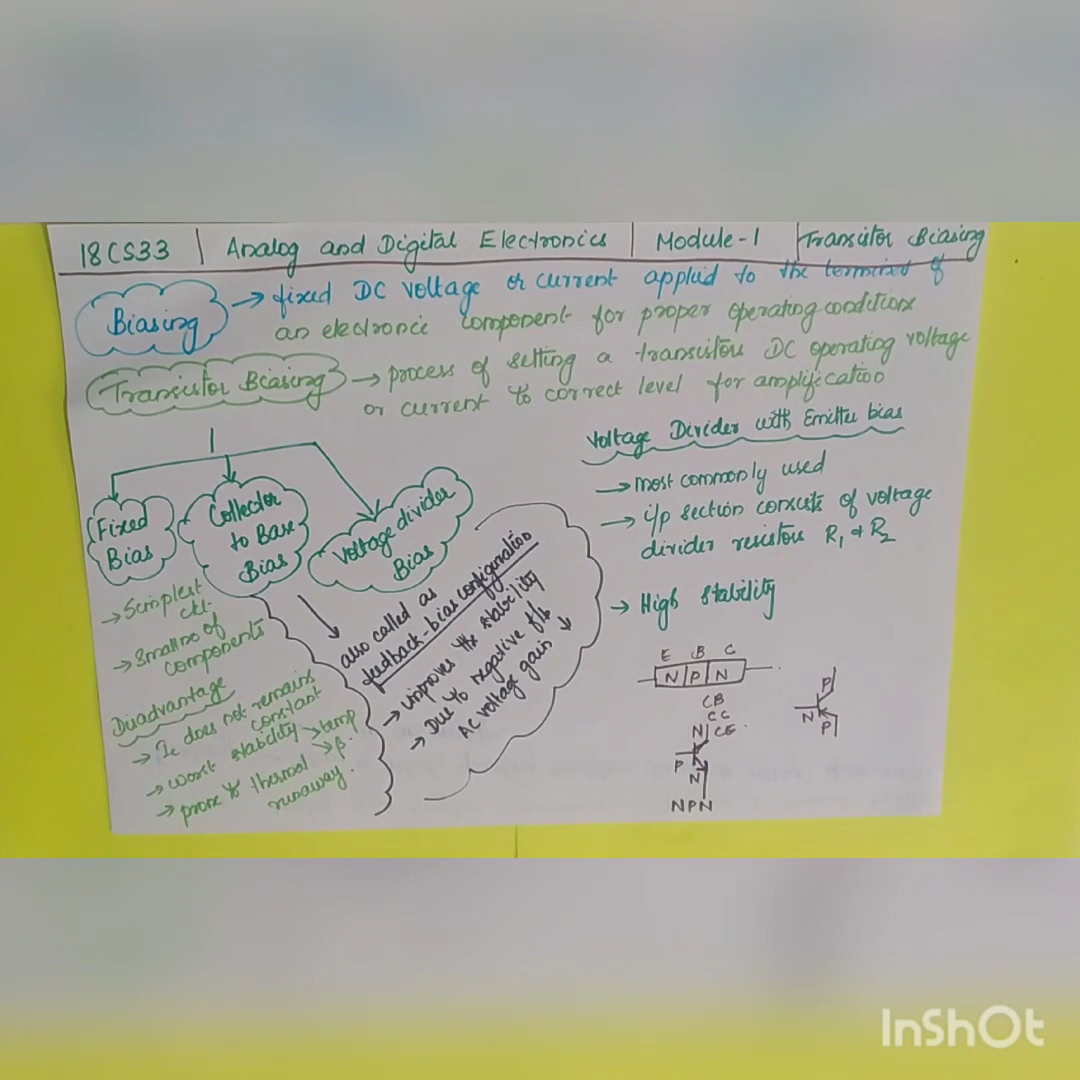 18CS33 | Analog and Digital Electronics | Module-1 | Transistor Biasing
Biasing → fixed DC voltage or current applied to the terminal of
an electronic component for proper operating conditions
Transistor Biasing → process of setting a transistors DC operating voltage
or current to correct level for amplification
Fixed
Bias
→ Simplest
ckt.
→ Small no of
components
Disadvantage
→ Ic does not remains
constant
→ worst stability → temp
→ β.
→ prone to thermal
runaway.
Collector
to Base
Bias
also called as
feedback-bias configuration
→ improves the stability
→ Due to negative f/b
AC voltage gain ↓
Voltage divider
Bias
Voltage Divider with Emitter bias
→ most commonly used
→ i/p section consists of voltage
divider resistors R1 & R2
→ High stability
E B C
N P N
CB
CC
CE
N
P
N
NPN
P
N
P
InShOt